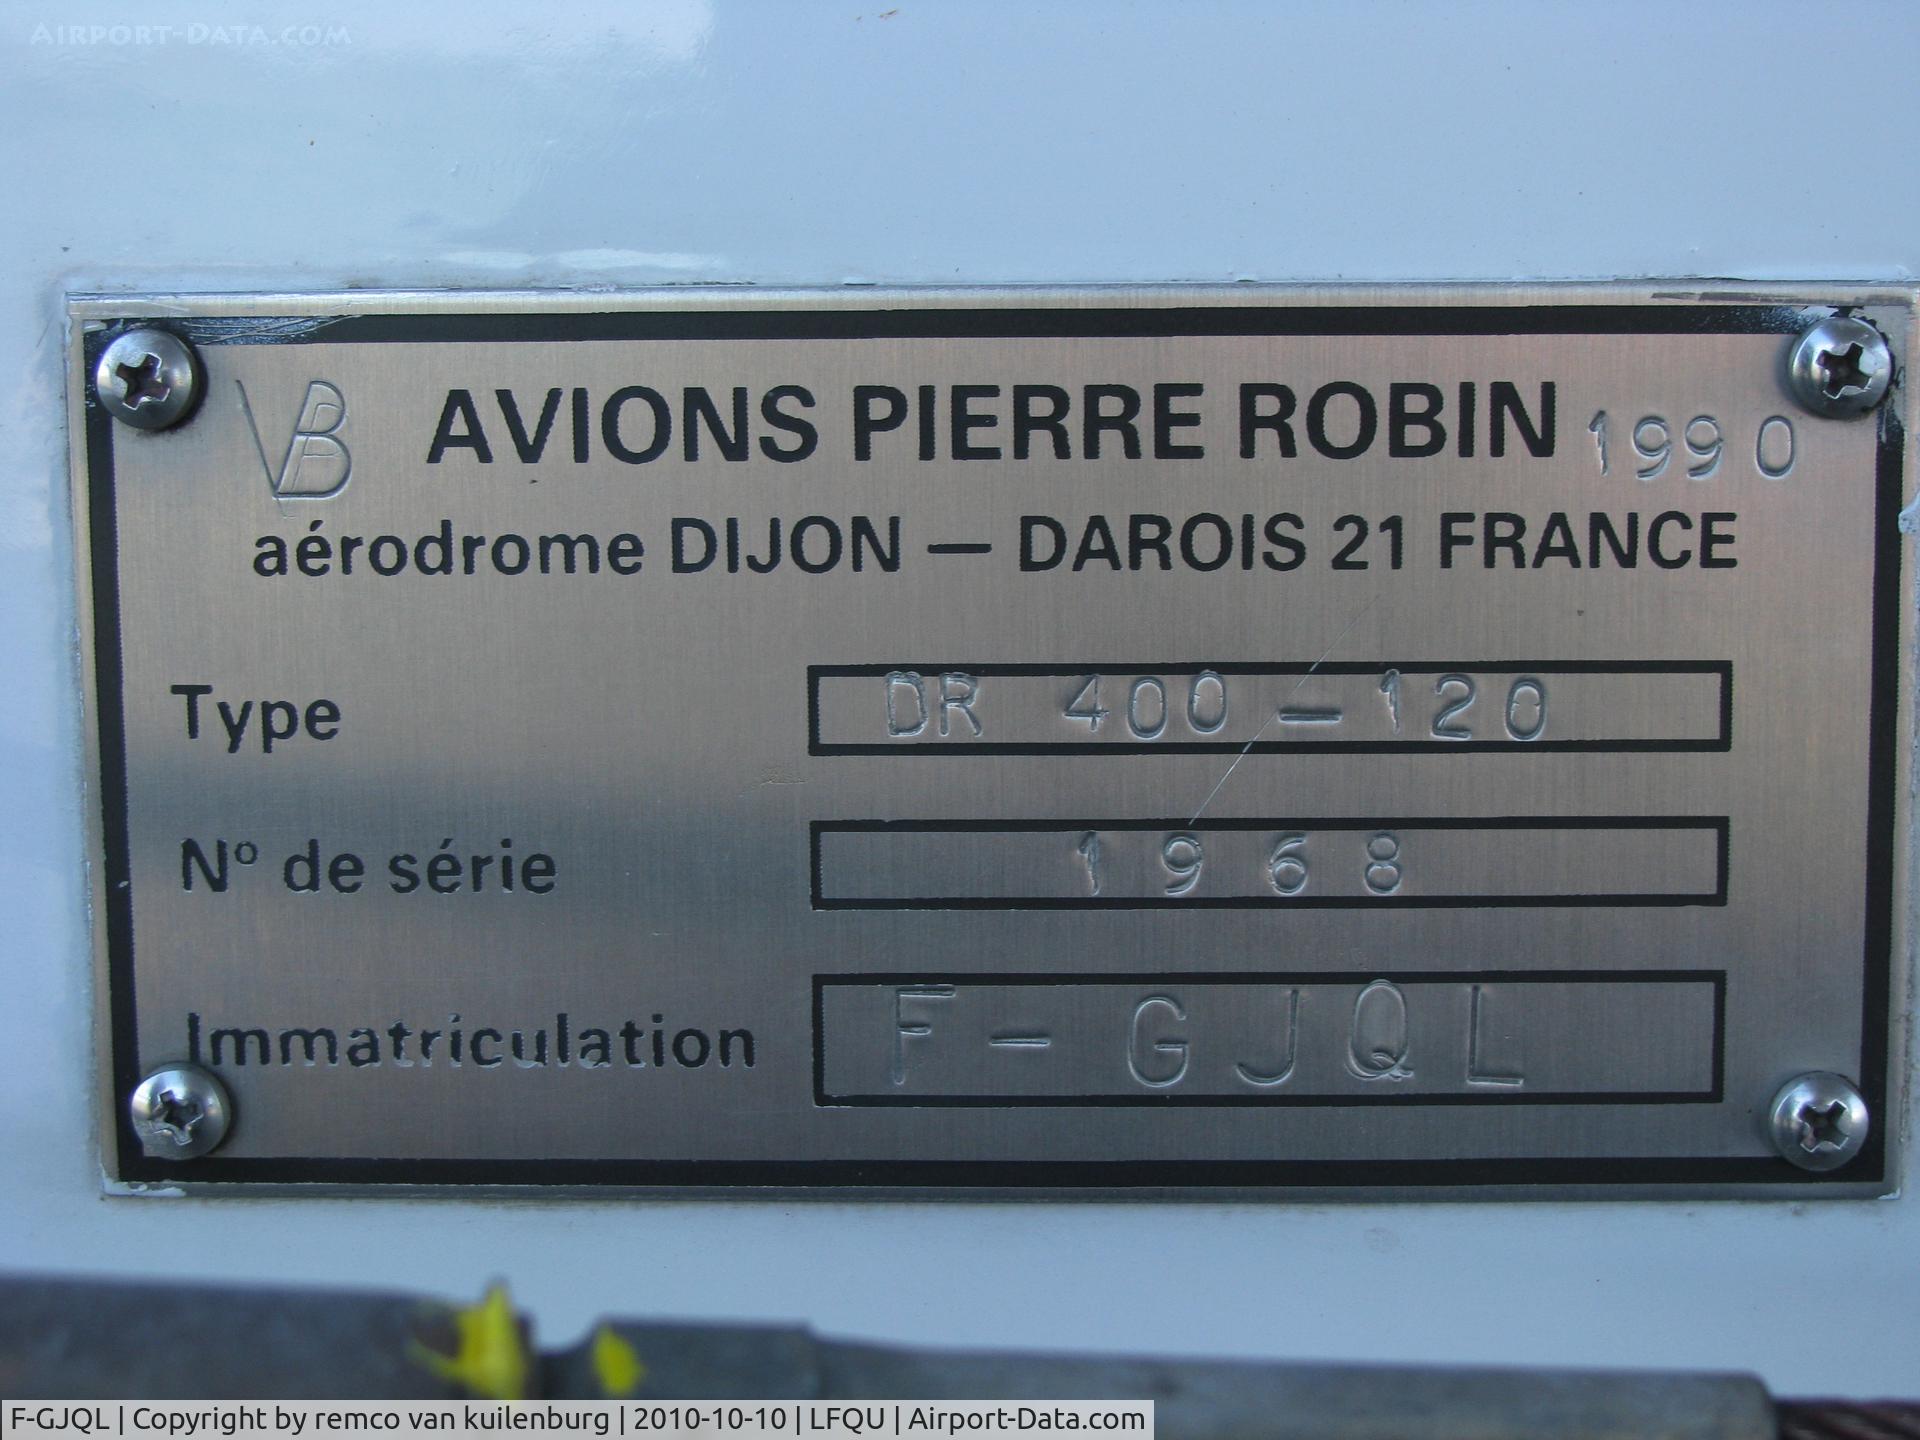 AIRPORT-DATA.COM
AVIONS PIERRE ROBIN 1990
aérodrome DIJON — DAROIS 21 FRANCE
Type DR 400-120
N° de série 1968
Immatriculation F-GJQL
F-GJQL | Copyright by remco van kuilenburg | 2010-10-10 | LFQU | Airport-Data.com